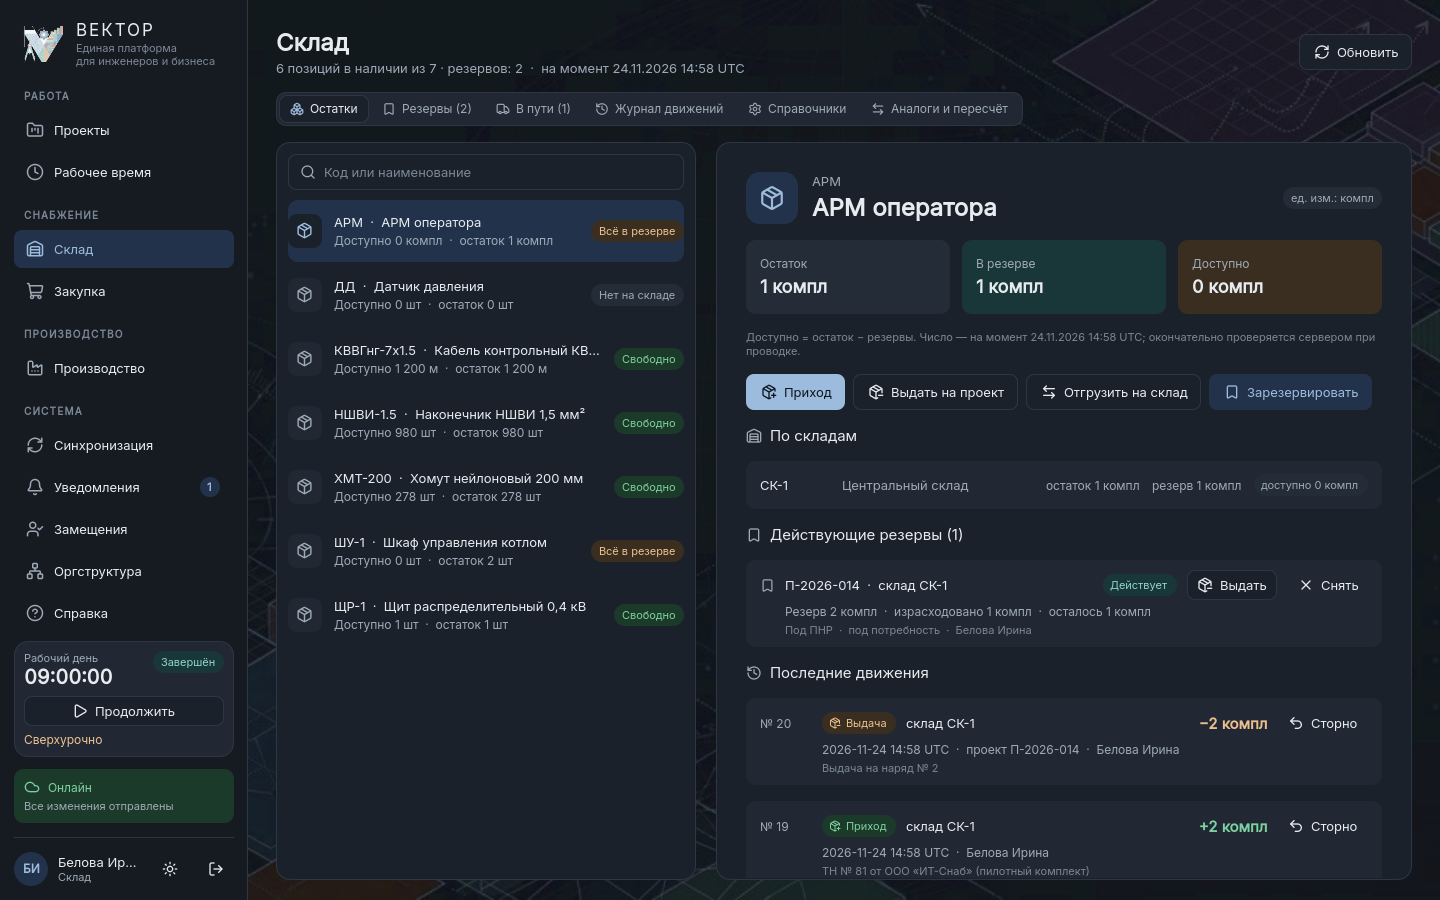 ВЕКТОР
Единая платформа
для инженеров и бизнеса
РАБОТА
Проекты
Рабочее время
СНАБЖЕНИЕ
Склад
Закупка
ПРОИЗВОДСТВО
Производство
СИСТЕМА
Синхронизация
Уведомления 1
Замещения
Оргструктура
Справка
Рабочий день Завершён
09:00:00
Продолжить
Сверхурочно
Онлайн
Все изменения отправлены
БИ Белова Ир...
Склад
Склад
6 позиций в наличии из 7 · резервов: 2 · на момент 24.11.2026 14:58 UTC
Обновить
Остатки Резервы (2) В пути (1) Журнал движений Справочники Аналоги и пересчёт
Код или наименование
АРМ · АРМ оператора
Доступно 0 компл · остаток 1 компл
Всё в резерве
ДД · Датчик давления
Доступно 0 шт · остаток 0 шт
Нет на складе
КВВГнг-7х1.5 · Кабель контрольный КВ...
Доступно 1 200 м · остаток 1 200 м
Свободно
НШВИ-1.5 · Наконечник НШВИ 1,5 мм²
Доступно 980 шт · остаток 980 шт
Свободно
ХМТ-200 · Хомут нейлоновый 200 мм
Доступно 278 шт · остаток 278 шт
Свободно
ШУ-1 · Шкаф управления котлом
Доступно 0 шт · остаток 2 шт
Всё в резерве
ЩР-1 · Щит распределительный 0,4 кВ
Доступно 1 шт · остаток 1 шт
Свободно
АРМ
АРМ оператора
ед. изм.: компл
Остаток
1 компл
В резерве
1 компл
Доступно
0 компл
Доступно = остаток − резервы. Число — на момент 24.11.2026 14:58 UTC; окончательно проверяется сервером при
проводке.
Приход Выдать на проект Отгрузить на склад Зарезервировать
По складам
СК-1 Центральный склад остаток 1 компл резерв 1 компл доступно 0 компл
Действующие резервы (1)
П-2026-014 · склад СК-1 Действует Выдать Снять
Резерв 2 компл · израсходовано 1 компл · осталось 1 компл
Под ПНР · под потребность · Белова Ирина
Последние движения
№ 20 Выдача склад СК-1 −2 компл Сторно
2026-11-24 14:58 UTC · проект П-2026-014 · Белова Ирина
Выдача на наряд № 2
№ 19 Приход склад СК-1 +2 компл Сторно
2026-11-24 14:58 UTC · Белова Ирина
ТН № 81 от ООО «ИТ-Снаб» (пилотный комплект)